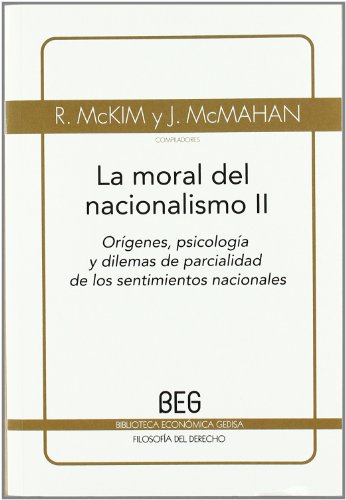 R. McKIM y J. McMAHAN
COMPILADORES
La moral del
nacionalismo II
Orígenes, psicología
y dilemas de parcialidad
de los sentimientos nacionales
BEG
BIBLIOTECA ECONÓMICA GEDISA
FILOSOFÍA DEL DERECHO